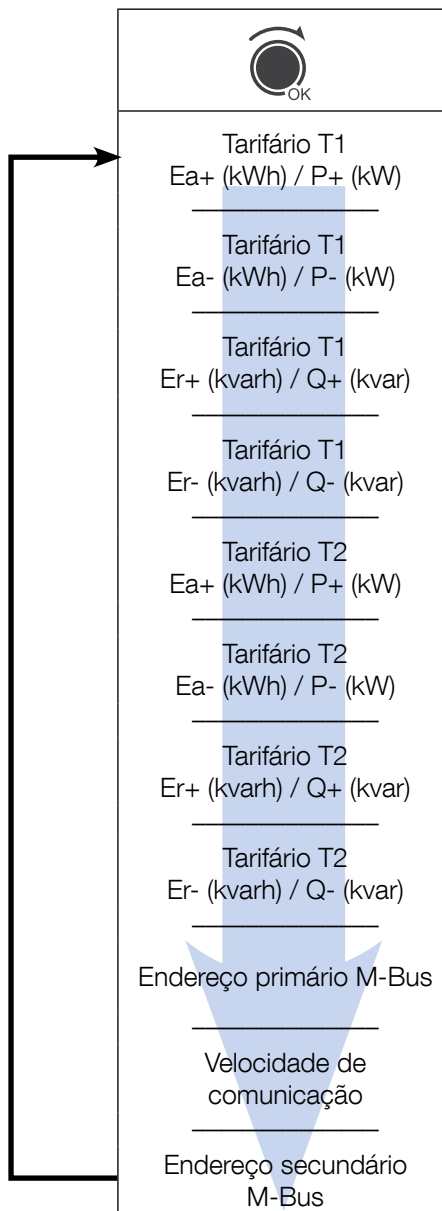 OK
Tarifário T1
Ea+ (kWh) / P+ (kW)
Tarifário T1
Ea- (kWh) / P- (kW)
Tarifário T1
Er+ (kvarh) / Q+ (kvar)
Tarifário T1
Er- (kvarh) / Q- (kvar)
Tarifário T2
Ea+ (kWh) / P+ (kW)
Tarifário T2
Ea- (kWh) / P- (kW)
Tarifário T2
Er+ (kvarh) / Q+ (kvar)
Tarifário T2
Er- (kvarh) / Q- (kvar)
Endereço primário M-Bus
Velocidade de
comunicação
Endereço secundário
M-Bus